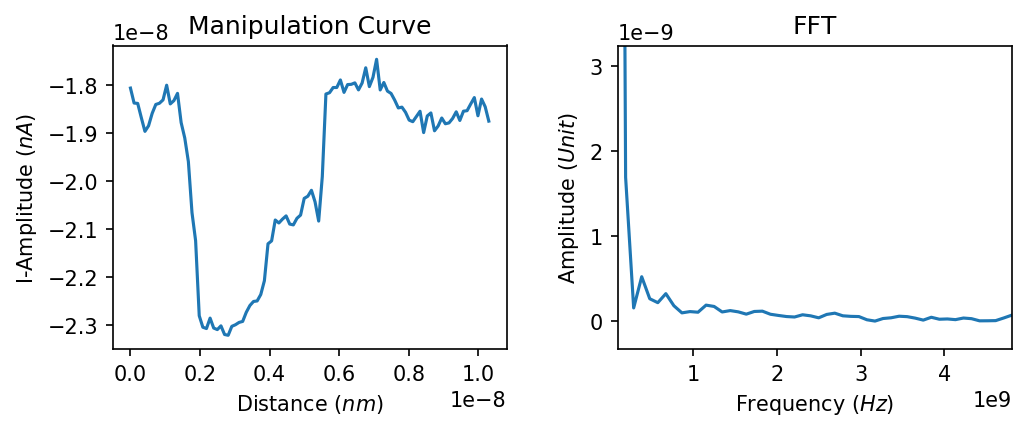 Manipulation Curve
1e−8
I-Amplitude (nA)
−1.8
−1.9
−2.0
−2.1
−2.2
−2.3
0.0 0.2 0.4 0.6 0.8 1.0
1e−8
Distance (nm)
FFT
1e−9
Amplitude (Unit)
3
2
1
0
1 2 3 4
1e9
Frequency (Hz)